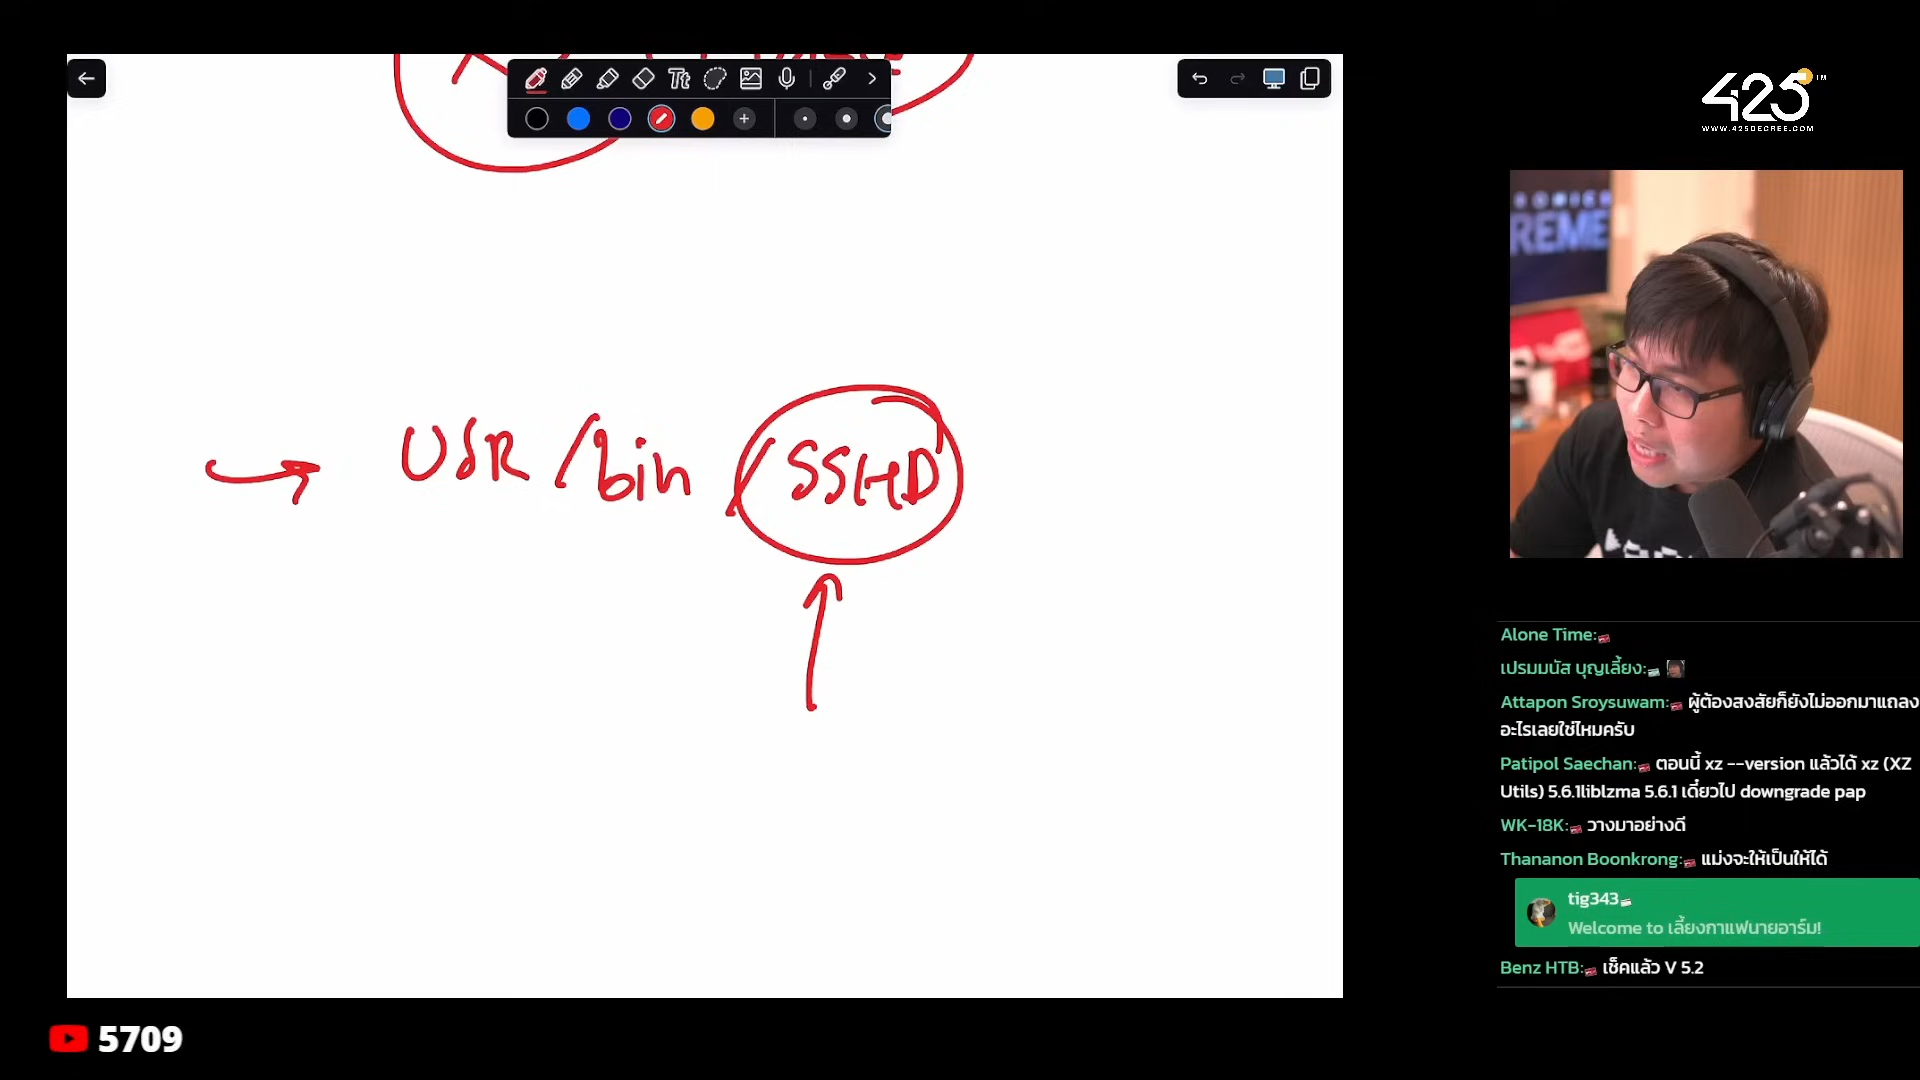 Tt
425 TM
WWW.425DEGREE.COM
REME
USR /bin /SSHD
Alone Time:
เปรมมนัส บุญเลี้ยง:
Attapon Sroysuwam: ผู้ต้องสงสัยก็ยังไม่ออกมาแถลง
อะไรเลยใช่ไหมครับ
Patipol Saechan: ตอนนี้ xz --version แล้วได้ xz (XZ
Utils) 5.6.1liblzma 5.6.1 เดี๋ยวไป downgrade pap
WK-18K: วางมาอย่างดี
Thananon Boonkrong: แม่งจะให้เป็นให้ได้
tig343
Welcome to เลี้ยงกาแฟนายอาร์ม!
Benz HTB: เช็คแล้ว V 5.2
5709